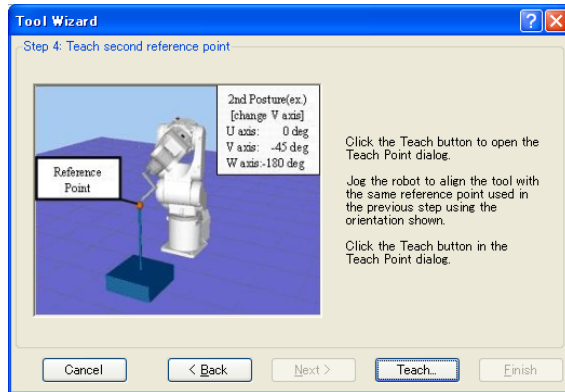 Tool Wizard
Step 4: Teach second reference point
2nd Posture(ex.)
[change V axis]
U axis: 0 deg
V axis: -45 deg
W axis:-180 deg
Reference
Point
Click the Teach button to open the
Teach Point dialog.
Jog the robot to align the tool with
the same reference point used in
the previous step using the
orientation shown.
Click the Teach button in the
Teach Point dialog.
Cancel
< Back
Next >
Teach...
Finish